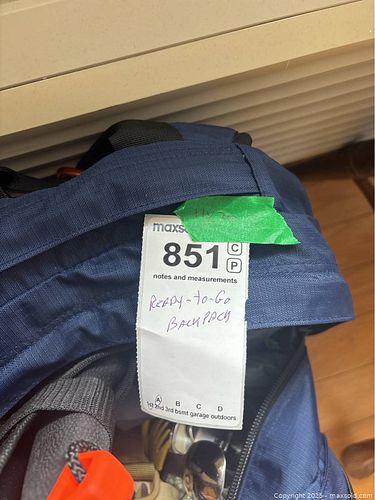 maxs
851 C
P
notes and measurements
READY-TO-GO
BACKPACK
A B C D
1st 2nd 3rd bsmt garage outdoors
Copyright 2025 - maxsold.com